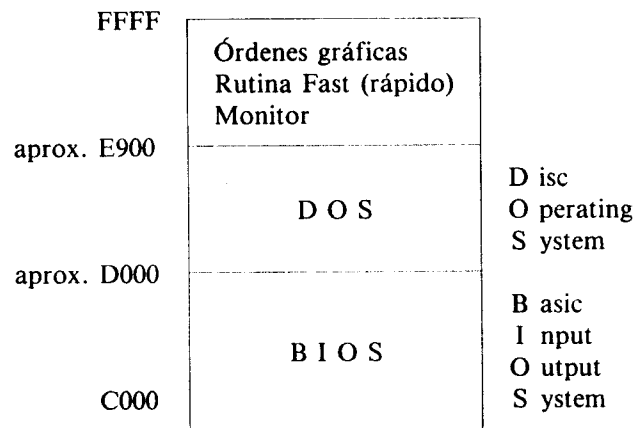 FFFF
Órdenes gráficas
Rutina Fast (rápido)
Monitor
aprox. E900
D O S
D isc
O perating
S ystem
aprox. D000
B I O S
B asic
I nput
O utput
S ystem
C000